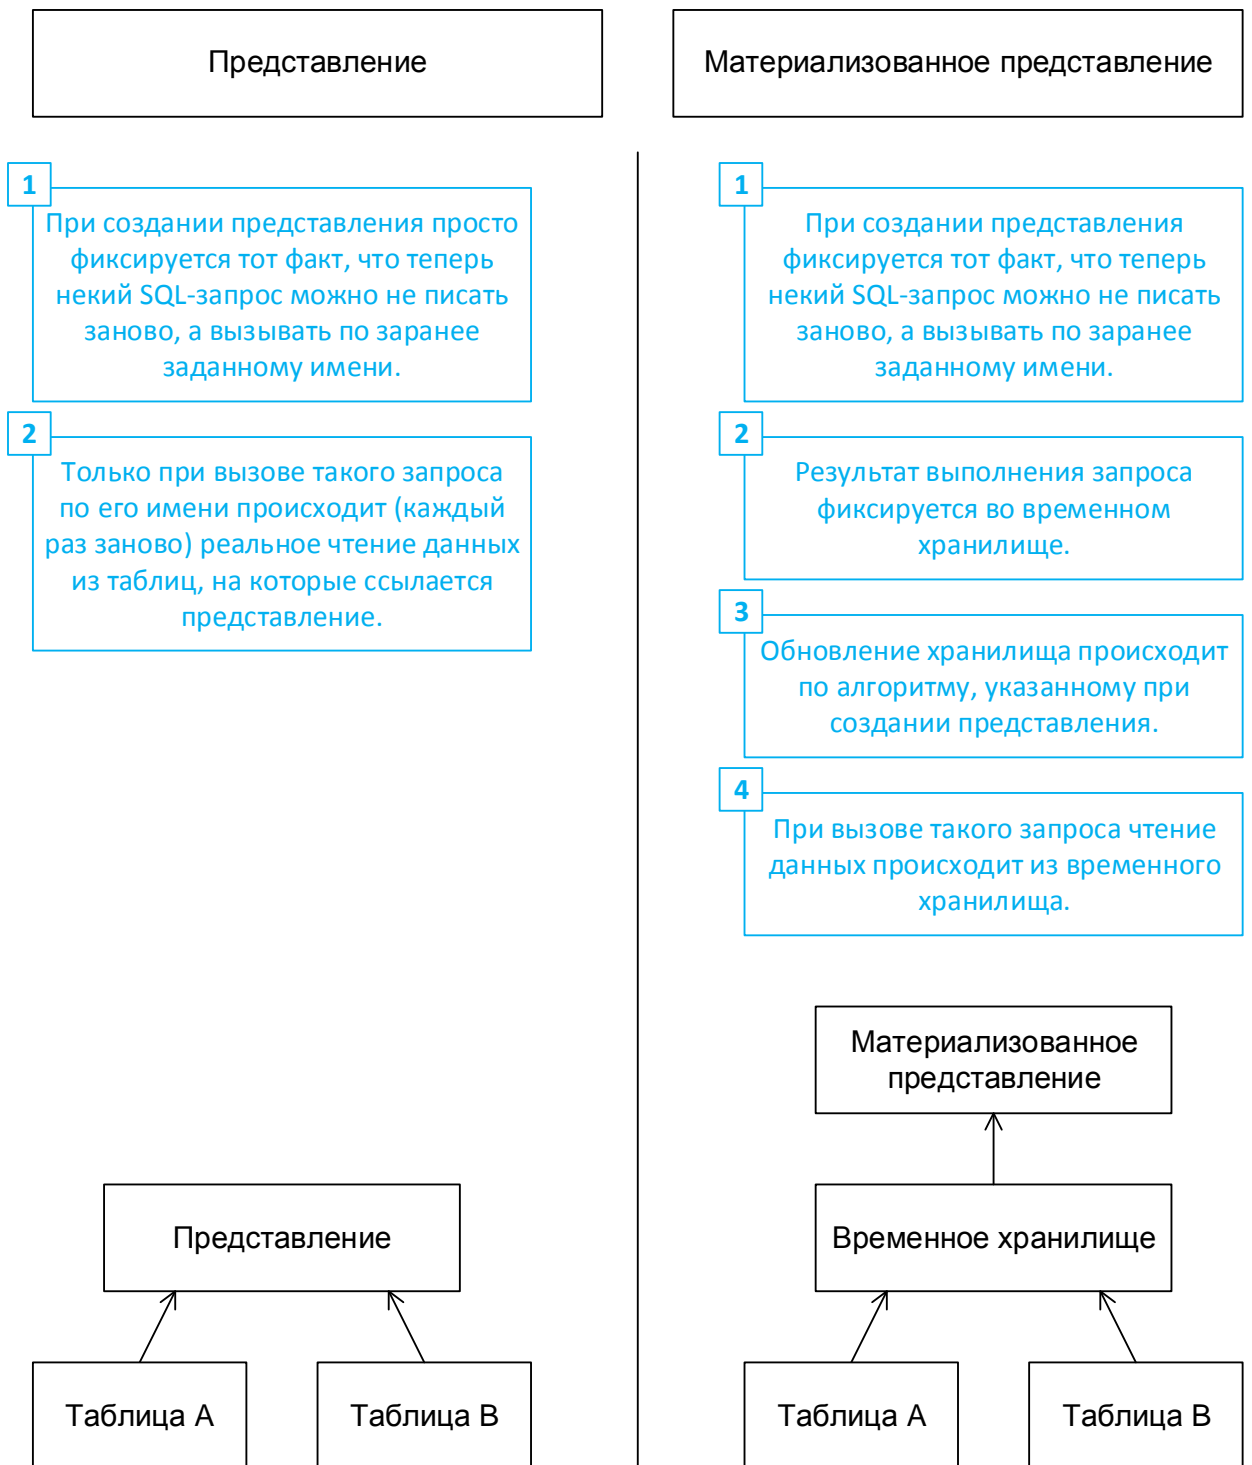 Представление
Материализованное представление
1
При создании представления просто
фиксируется тот факт, что теперь
некий SQL-запрос можно не писать
заново, а вызывать по заранее
заданному имени.
2
Только при вызове такого запроса
по его имени происходит (каждый
раз заново) реальное чтение данных
из таблиц, на которые ссылается
представление.
Представление
Таблица A
Таблица B
1
При создании представления
фиксируется тот факт, что теперь
некий SQL-запрос можно не писать
заново, а вызывать по заранее
заданному имени.
2
Результат выполнения запроса
фиксируется во временном
хранилище.
3
Обновление хранилища происходит
по алгоритму, указанному при
создании представления.
4
При вызове такого запроса чтение
данных происходит из временного
хранилища.
Материализованное
представление
Временное хранилище
Таблица A
Таблица B